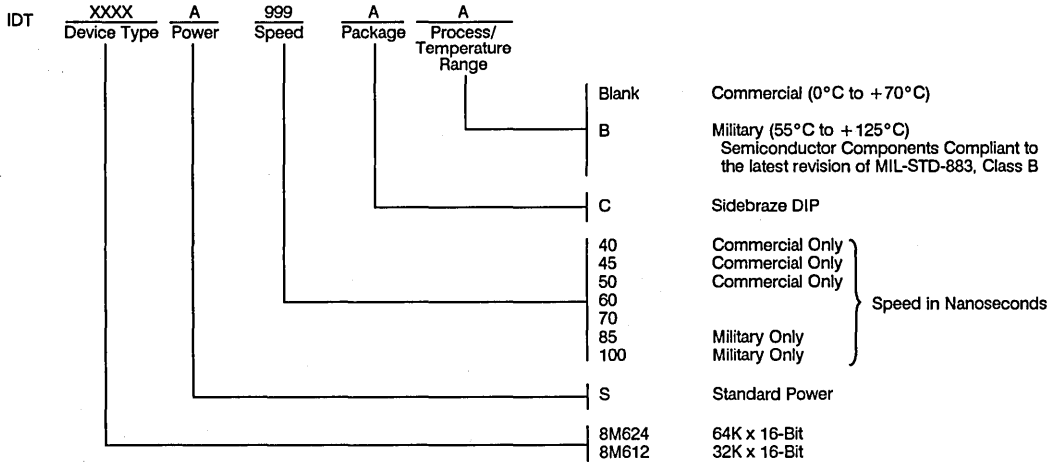 IDT XXXX A 999 A A
Device Type Power Speed Package Process/
Temperature
Range
Blank Commercial (0°C to +70°C)
B Military (55°C to +125°C)
Semiconductor Components Compliant to
the latest revision of MIL-STD-883, Class B
C Sidebraze DIP
40 Commercial Only
45 Commercial Only
50 Commercial Only
60
Speed in Nanoseconds
70
85 Military Only
100 Military Only
S Standard Power
8M624 64K x 16-Bit
8M612 32K x 16-Bit